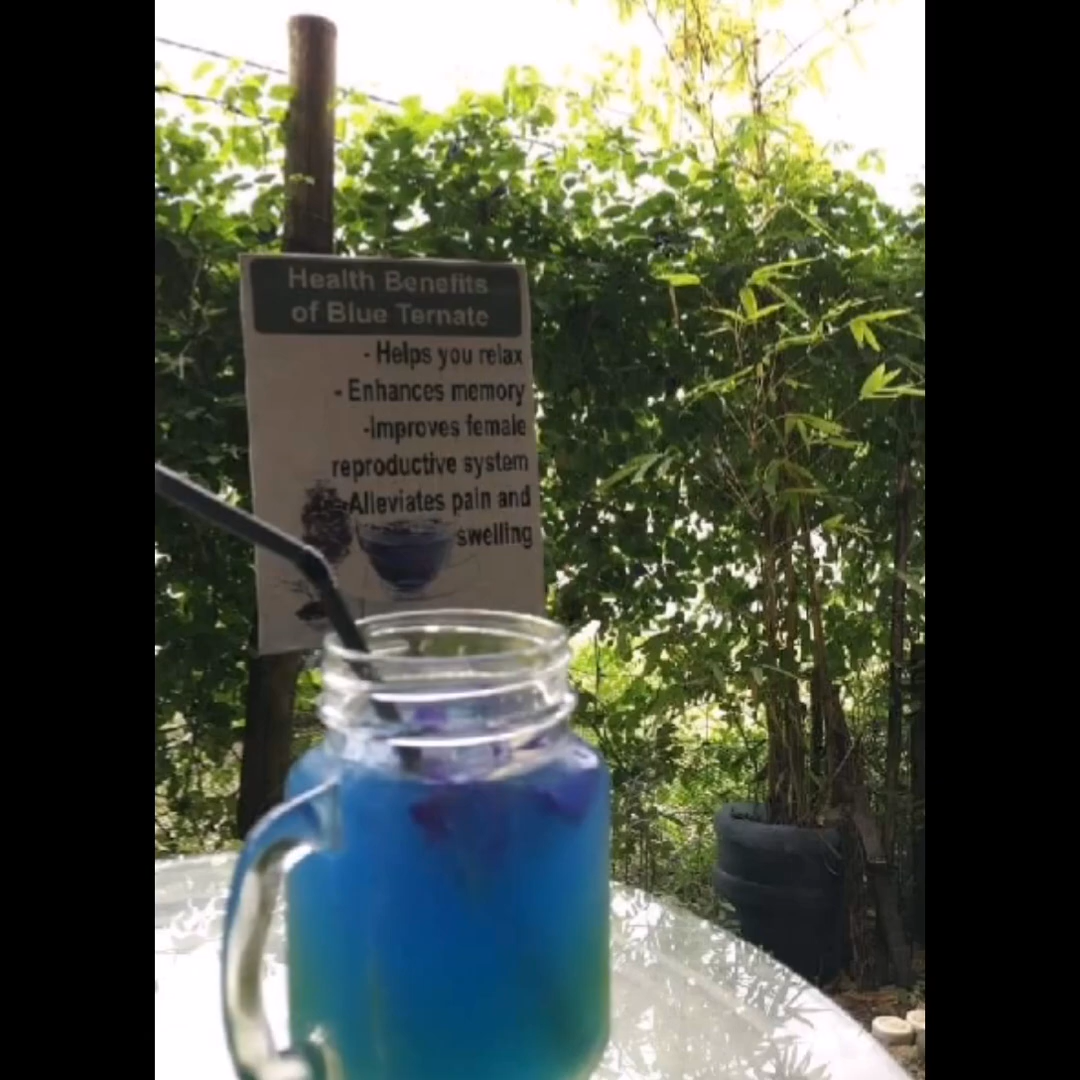 Health Benefits
of Blue Ternate
- Helps you relax
- Enhances memory
-Improves female
reproductive system
-Alleviates pain and
swelling